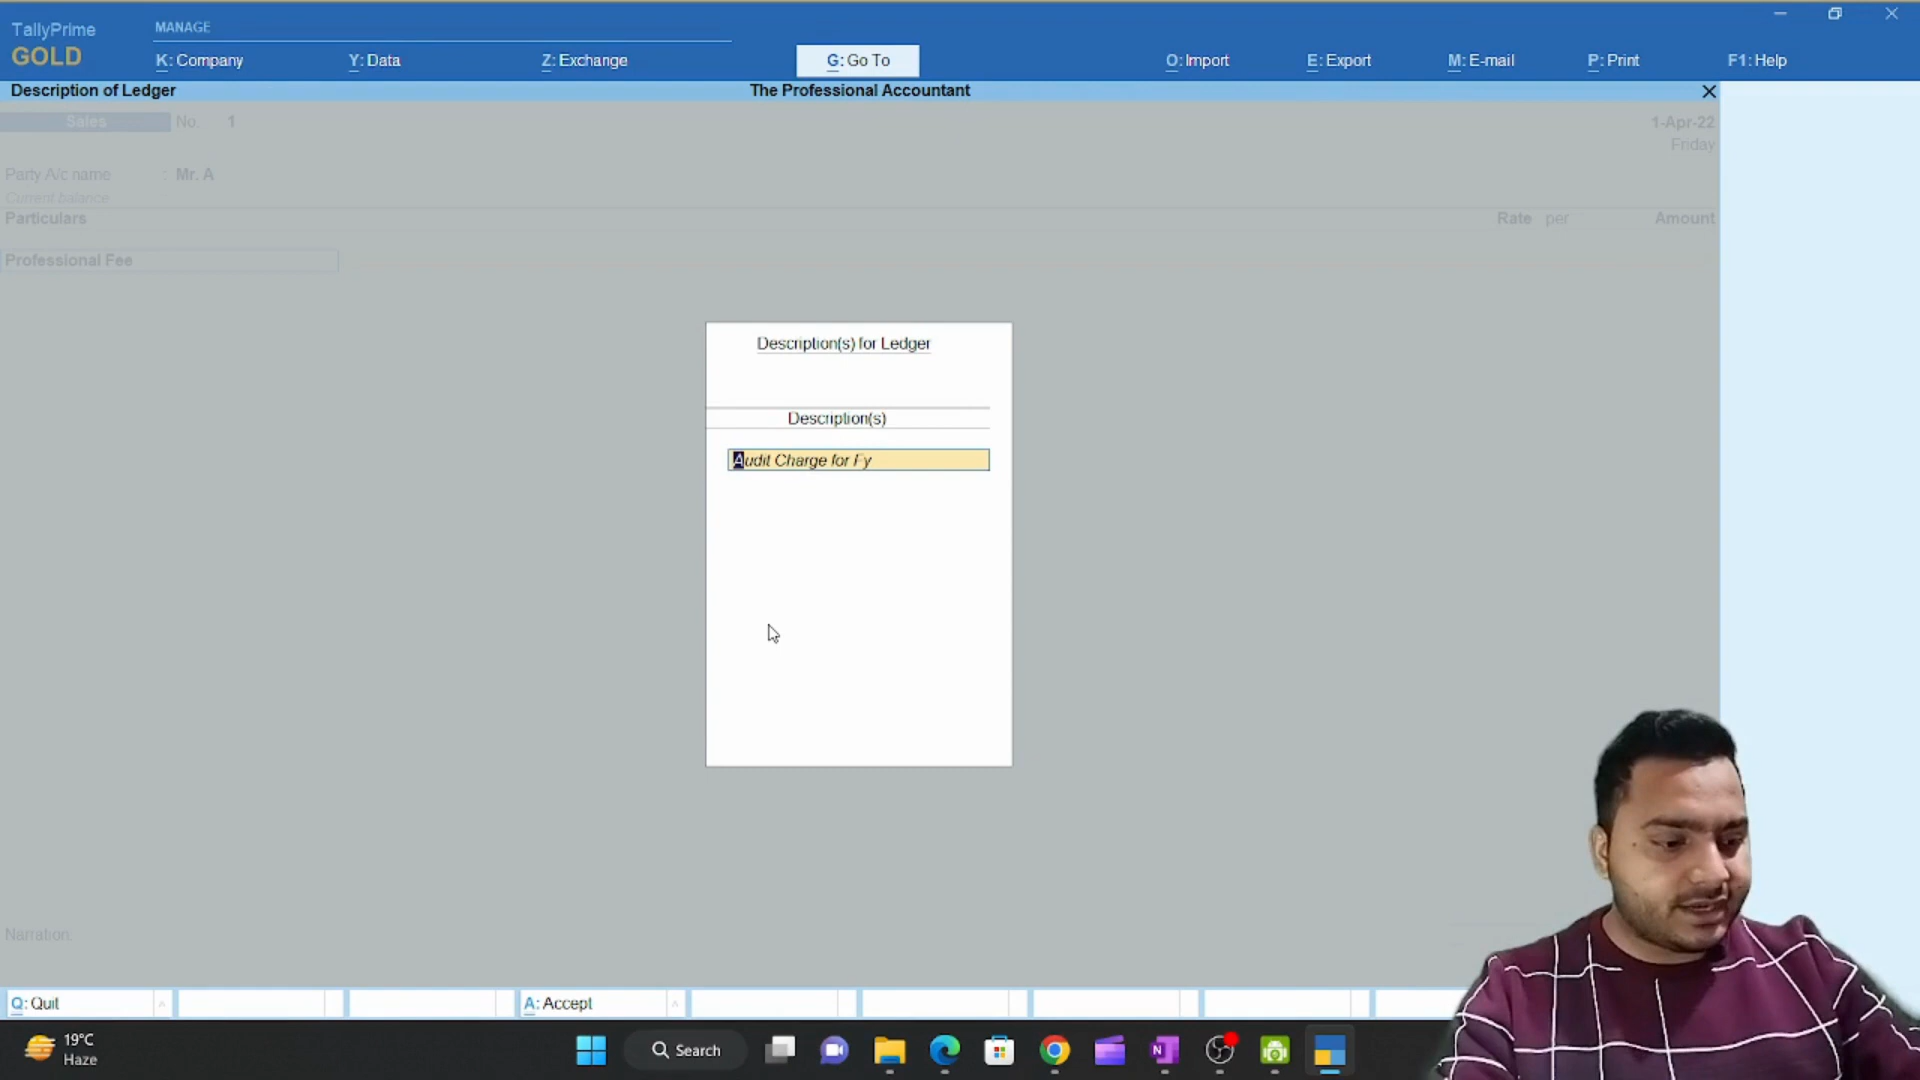 TallyPrime
GOLD
MANAGE
K: Company
Y: Data
Z: Exchange
G: Go To
O: Import
E: Export
M: E-mail
P: Print
F1: Help
Description of Ledger
The Professional Accountant
Sales
No. 1
1-Apr-22
Friday
Party A/c name : Mr. A
Current balance
Particulars
Rate per
Amount
Professional Fee
Description(s) for Ledger
Description(s)
Audit Charge for Fy
Narration:
Q: Quit
A: Accept
19°C
Haze
Search